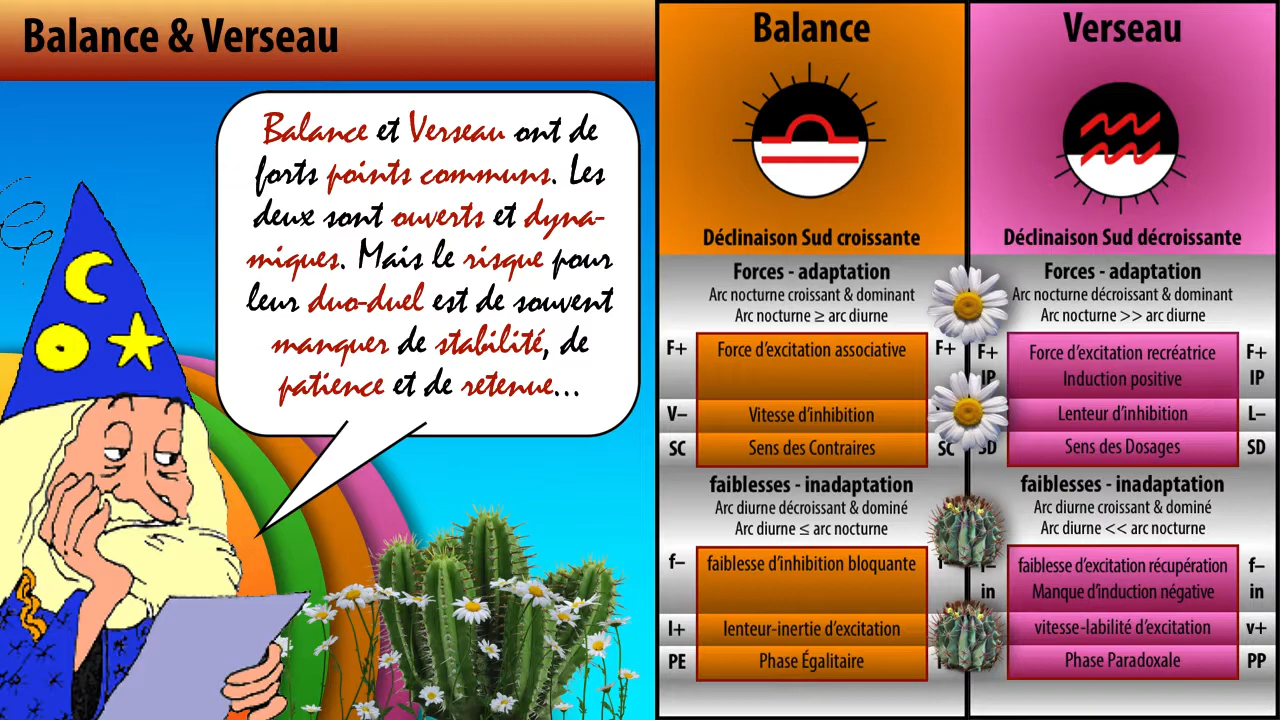 Balance & Verseau
Balance et Verseau ont de
forts points communs. Les
deux sont ouverts et dyna-
miques. Mais le risque pour
leur duo-duel est de souvent
manquer de stabilité, de
patience et de retenue...
Balance
Déclinaison Sud croissante
Forces - adaptation
Arc nocturne croissant & dominant
Arc nocturne ≥ arc diurne
F+ Force d'excitation associative F+
V– Vitesse d'inhibition
SC Sens des Contraires SC
faiblesses - inadaptation
Arc diurne décroissant & dominé
Arc diurne ≤ arc nocturne
f– faiblesse d'inhibition bloquante
I+ lenteur-inertie d'excitation
PE Phase Égalitaire
Verseau
Déclinaison Sud décroissante
Forces - adaptation
Arc nocturne décroissant & dominant
Arc nocturne >> arc diurne
F+ Force d'excitation recréatrice F+
IP Induction positive IP
Lenteur d'inhibition L–
SD Sens des Dosages SD
faiblesses - inadaptation
Arc diurne croissant & dominé
Arc diurne << arc nocturne
f– faiblesse d'excitation récupération f–
in Manque d'induction négative in
vitesse-labilité d'excitation v+
Phase Paradoxale PP